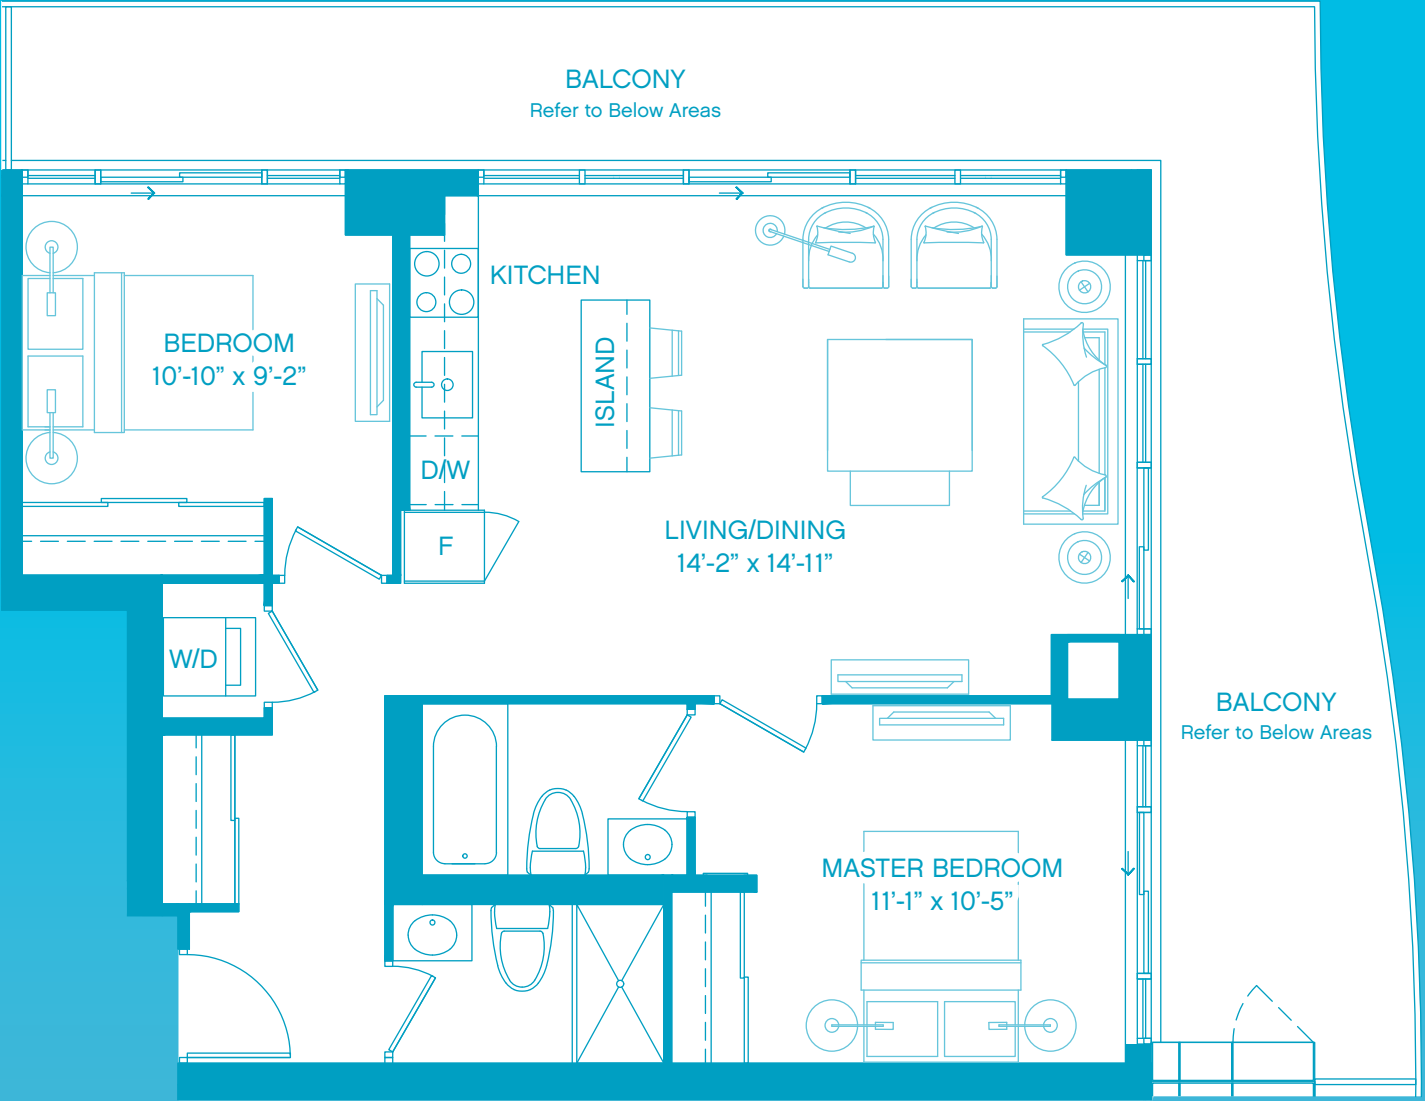 BALCONY
Refer to Below Areas
KITCHEN
BEDROOM
10’-10” x 9’-2”
ISLAND
D/W
LIVING/DINING
14’-2” x 14’-11”
F
W/D
BALCONY
Refer to Below Areas
MASTER BEDROOM
11’-1” x 10’-5”